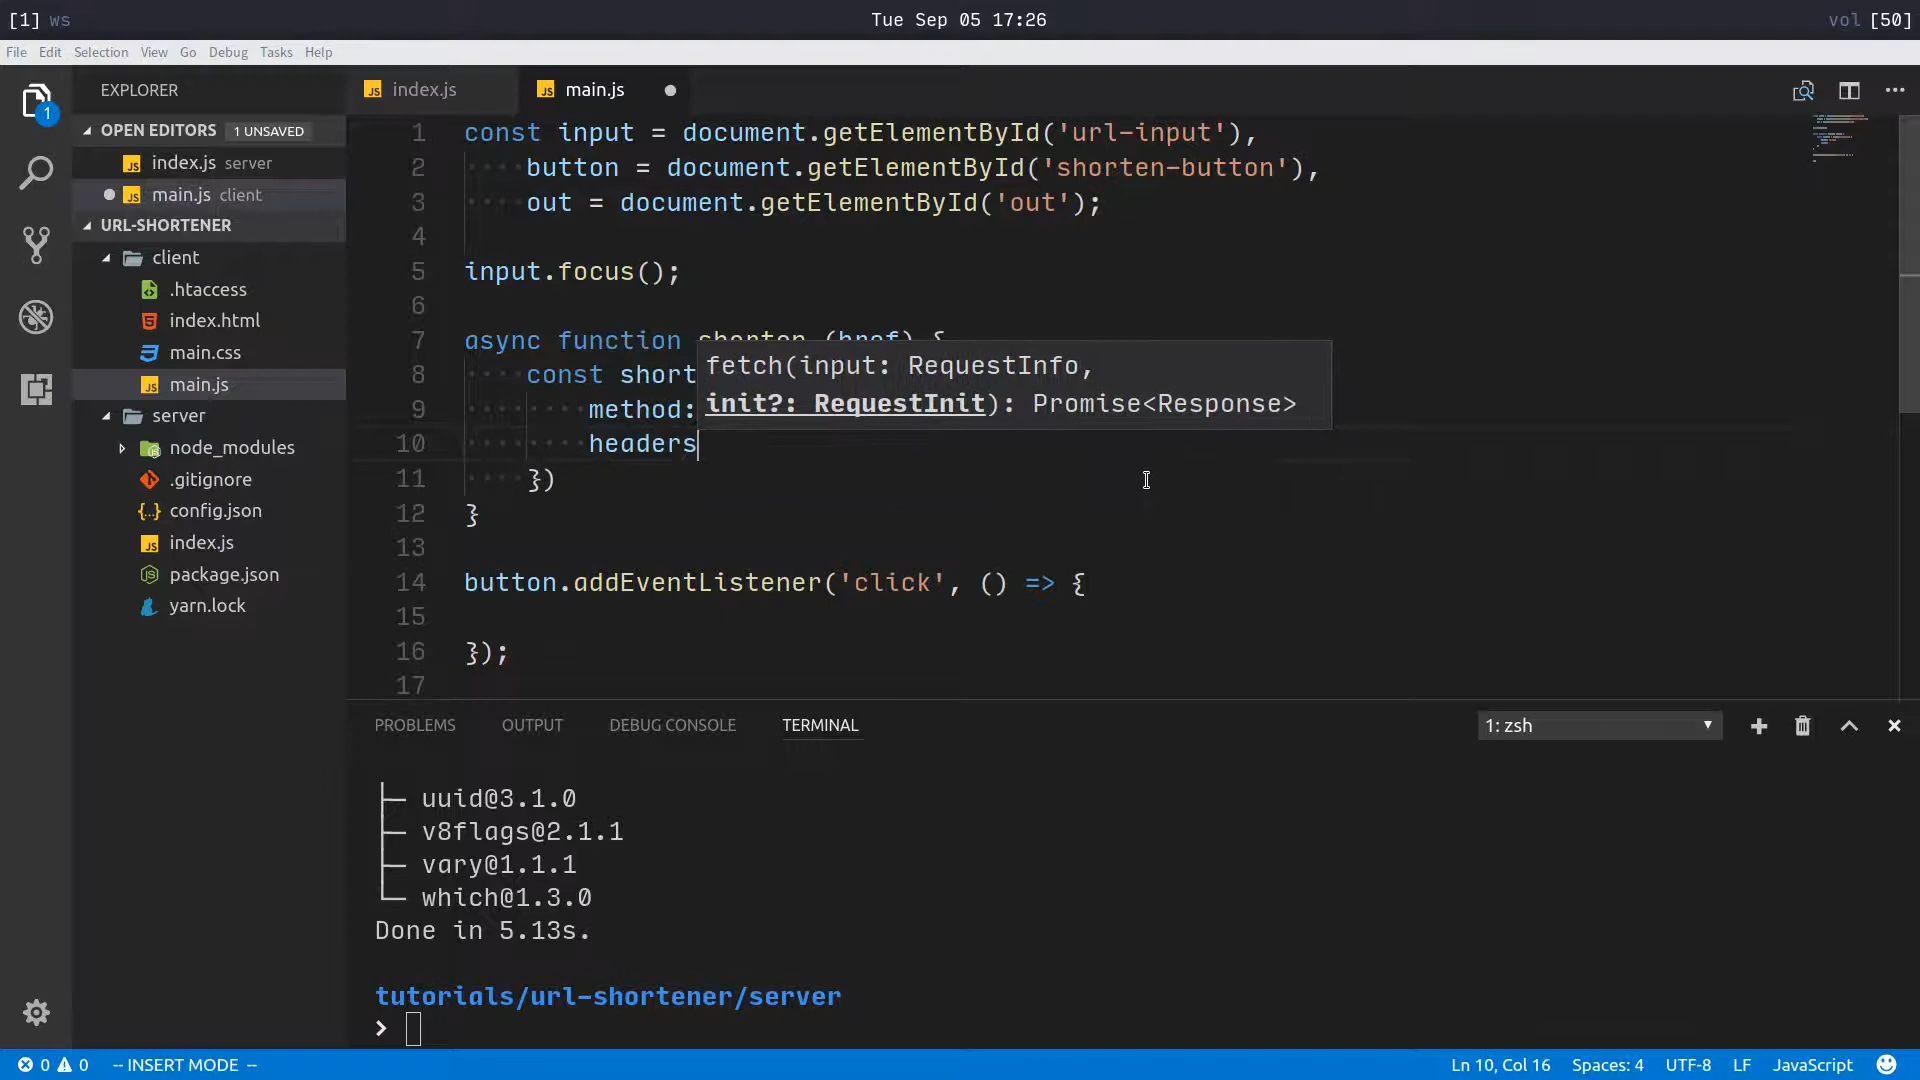 [1] ws
Tue Sep 05 17:26
vol [50]
File Edit Selection View Go Debug Tasks Help
EXPLORER
OPEN EDITORS 1 UNSAVED
index.js server
main.js client
URL-SHORTENER
client
.htaccess
index.html
main.css
main.js
server
node_modules
.gitignore
config.json
index.js
package.json
yarn.lock
1
index.js
main.js
1 const input = document.getElementById('url-input'),
2 button = document.getElementById('shorten-button'),
3 out = document.getElementById('out');
4
5 input.focus();
6
7 async function shorten (href) {
8 const short
9 method:
10 headers
11 })
12 }
13
14 button.addEventListener('click', () => {
15
16 });
17
fetch(input: RequestInfo,
init?: RequestInit): Promise<Response>
PROBLEMS OUTPUT DEBUG CONSOLE TERMINAL
1: zsh
├─ uuid@3.1.0
├─ v8flags@2.1.1
├─ vary@1.1.1
└─ which@1.3.0
Done in 5.13s.
tutorials/url-shortener/server
❯
0 0 -- INSERT MODE --
Ln 10, Col 16 Spaces: 4 UTF-8 LF JavaScript